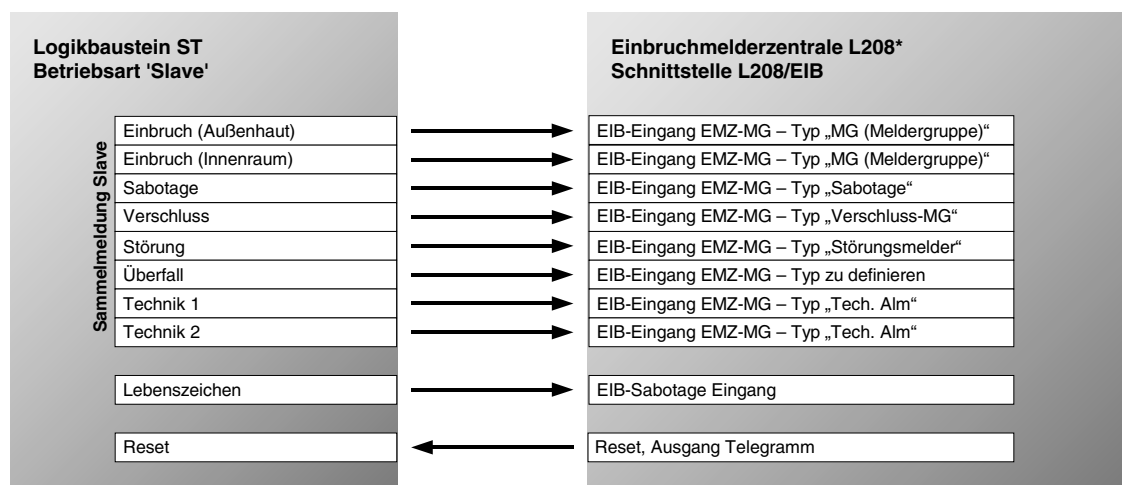 Logikbaustein ST
Betriebsart 'Slave'
Einbruchmelderzentrale L208*
Schnittstelle L208/EIB
Sammelmeldung Slave
Einbruch (Außenhaut)
EIB-Eingang EMZ-MG – Typ „MG (Meldergruppe)“
Einbruch (Innenraum)
EIB-Eingang EMZ-MG – Typ „MG (Meldergruppe)“
Sabotage
EIB-Eingang EMZ-MG – Typ „Sabotage“
Verschluss
EIB-Eingang EMZ-MG – Typ „Verschluss-MG“
Störung
EIB-Eingang EMZ-MG – Typ „Störungsmelder“
Überfall
EIB-Eingang EMZ-MG – Typ zu definieren
Technik 1
EIB-Eingang EMZ-MG – Typ „Tech. Alm“
Technik 2
EIB-Eingang EMZ-MG – Typ „Tech. Alm“
Lebenszeichen
EIB-Sabotage Eingang
Reset
Reset, Ausgang Telegramm